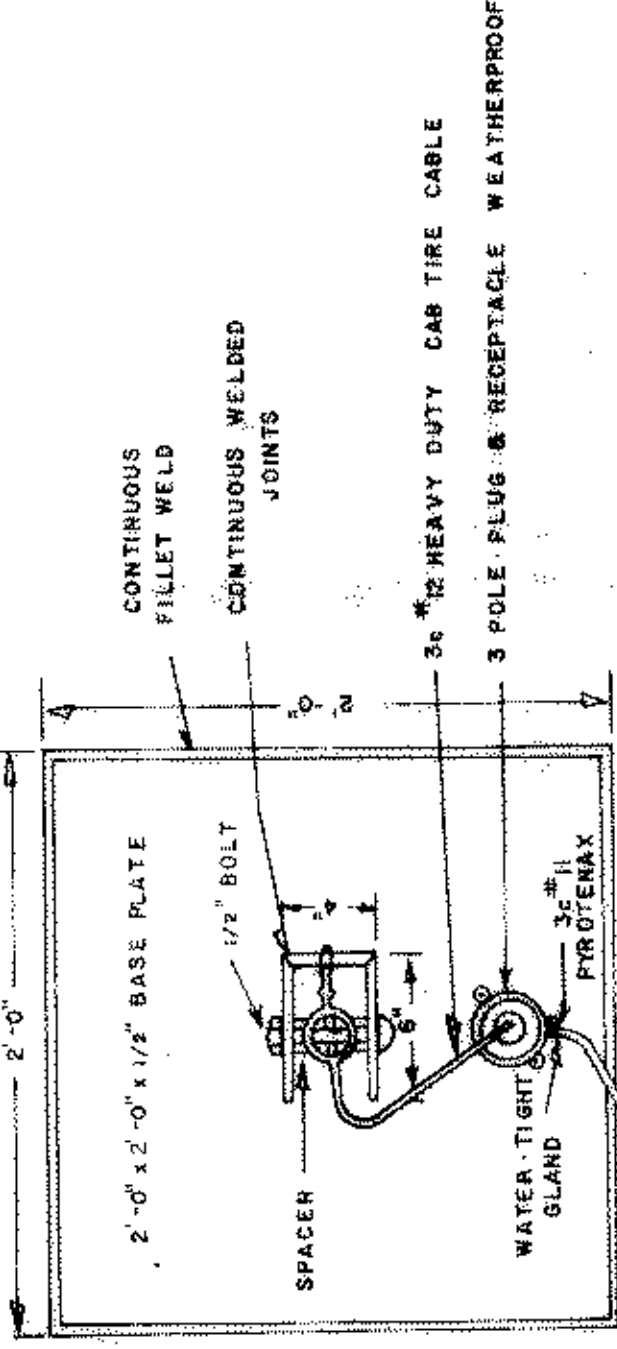 2'-0"
CONTINUOUS
FILLET WELD
CONTINUOUS WELDED
JOINTS
2'-0" x 2'-0" x 1/2" BASE PLATE
2'-0"
1/2" BOLT
4"
6"
SPACER
3c #12 HEAVY DUTY CAB TIRE CABLE
3 POLE PLUG & RECEPTACLE WEATHERPROOF
WATER-TIGHT
GLAND
3c #11
PYROTENAX